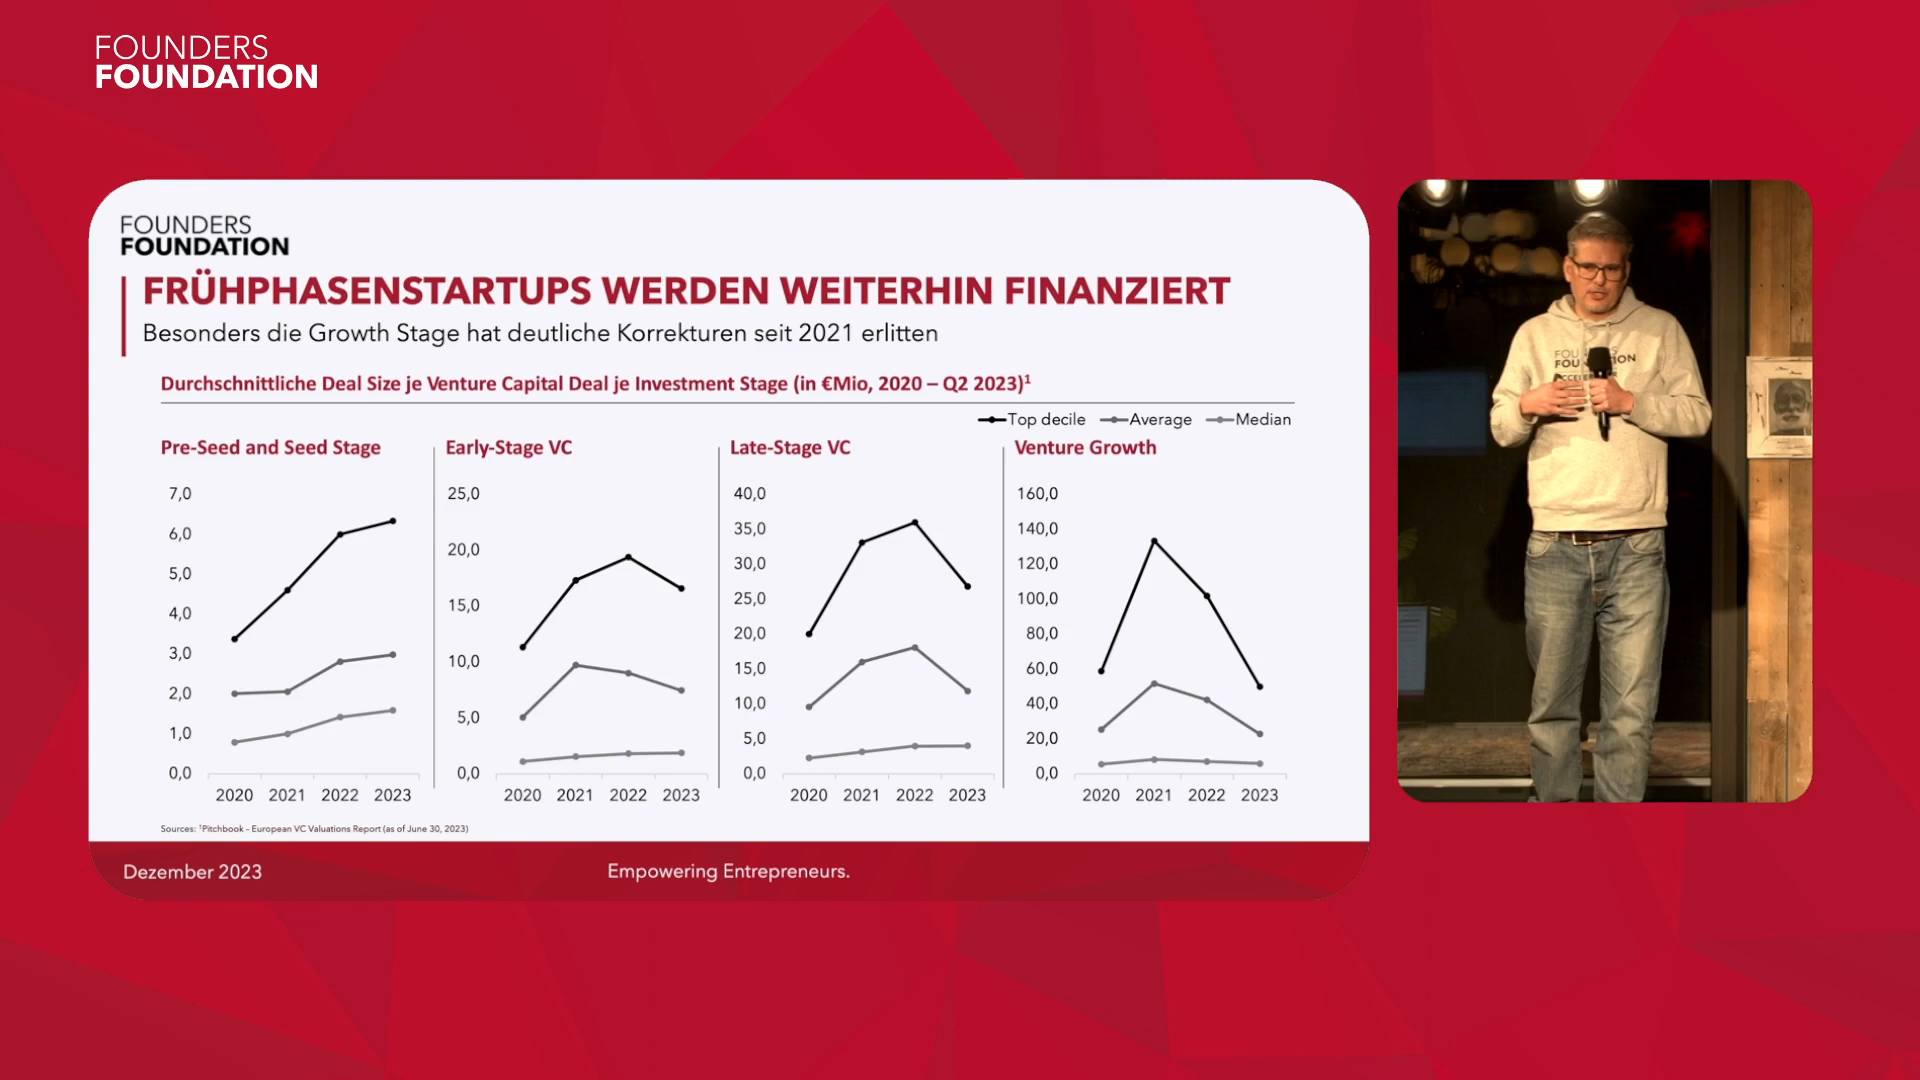 FOUNDERS
FOUNDATION
FOUNDERS
FOUNDATION
FRÜHPHASENSTARTUPS WERDEN WEITERHIN FINANZIERT
Besonders die Growth Stage hat deutliche Korrekturen seit 2021 erlitten
Durchschnittliche Deal Size je Venture Capital Deal je Investment Stage (in €Mio, 2020 – Q2 2023)¹
Top decile Average Median
Pre-Seed and Seed Stage
7,0
6,0
5,0
4,0
3,0
2,0
1,0
0,0
2020 2021 2022 2023
Early-Stage VC
25,0
20,0
15,0
10,0
5,0
0,0
2020 2021 2022 2023
Late-Stage VC
40,0
35,0
30,0
25,0
20,0
15,0
10,0
5,0
0,0
2020 2021 2022 2023
Venture Growth
160,0
140,0
120,0
100,0
80,0
60,0
40,0
20,0
0,0
2020 2021 2022 2023
Sources: ¹Pitchbook - European VC Valuations Report (as of June 30, 2023)
Dezember 2023
Empowering Entrepreneurs.